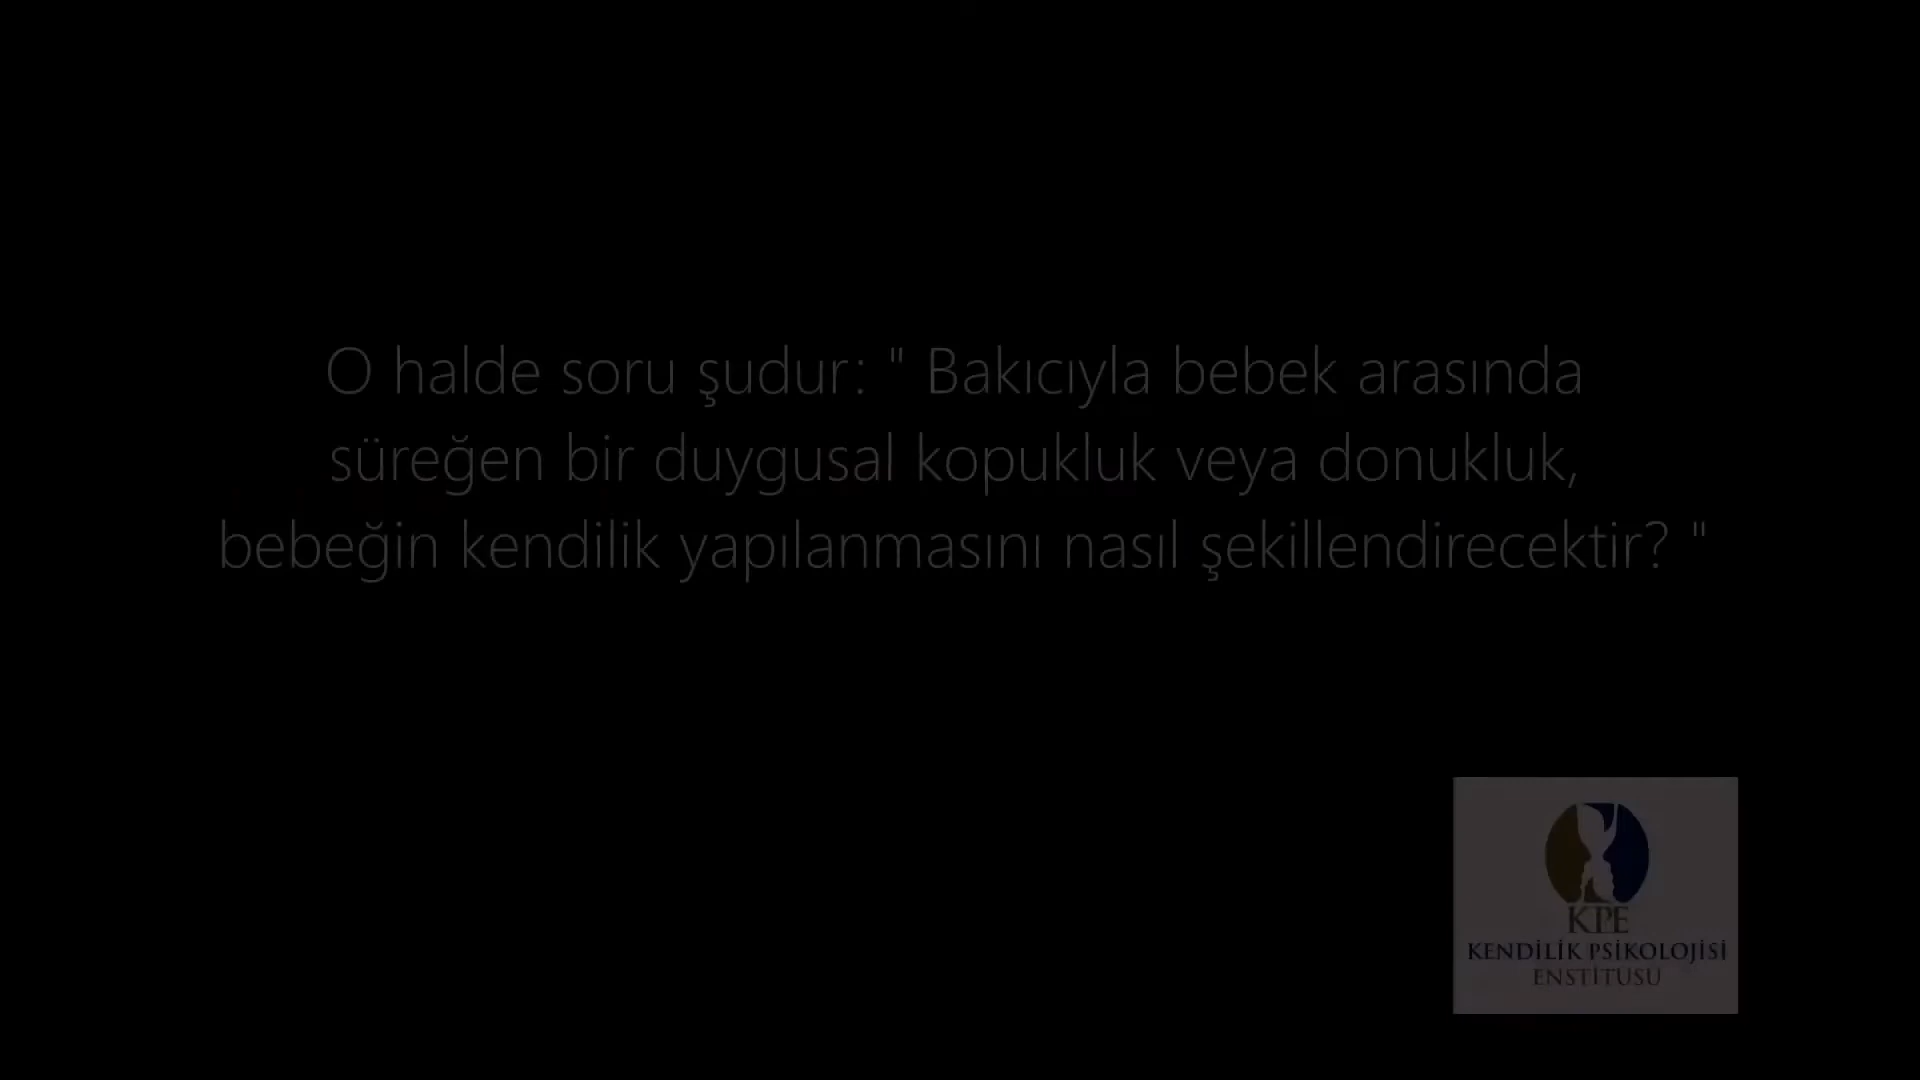 O halde soru şudur: " Bakıcıyla bebek arasında
süreğen bir duygusal kopukluk veya donukluk,
bebeğin kendilik yapılanmasını nasıl şekillendirecektir? "
KPE
KENDİLİK PSİKOLOJİSİ
ENSTİTUSU